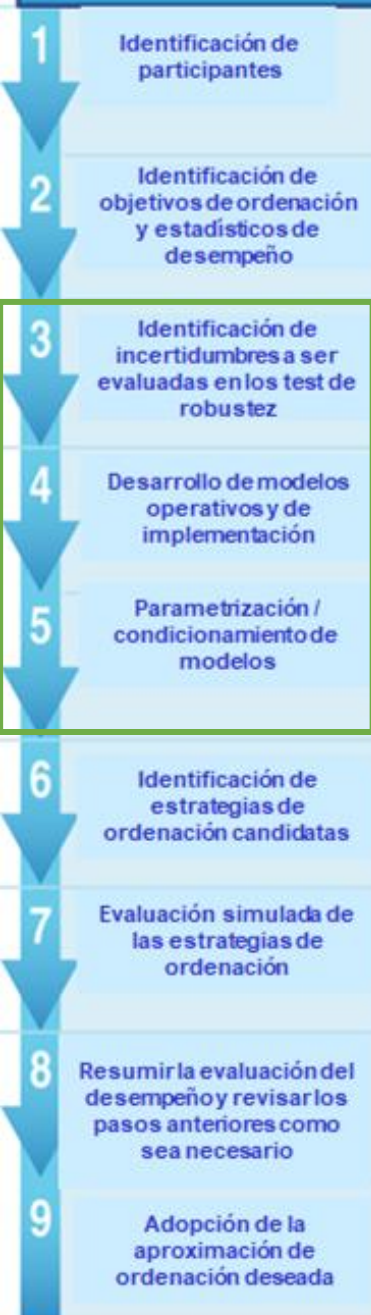 1
Identificación de
participantes
2
Identificación de
objetivos de ordenación
y estadísticos de
desempeño
3
Identificación de
incertidumbres a ser
evaluadas en los test de
robustez
4
Desarrollo de modelos
operativos y de
implementación
5
Parametrización /
condicionamiento de
modelos
6
Identificación de
estrategias de
ordenación candidatas
7
Evaluación simulada de
las estrategias de
ordenación
8
Resumir la evaluación del
desempeño y revisar los
pasos anteriores como
sea necesario
9
Adopción de la
aproximación de
ordenación deseada